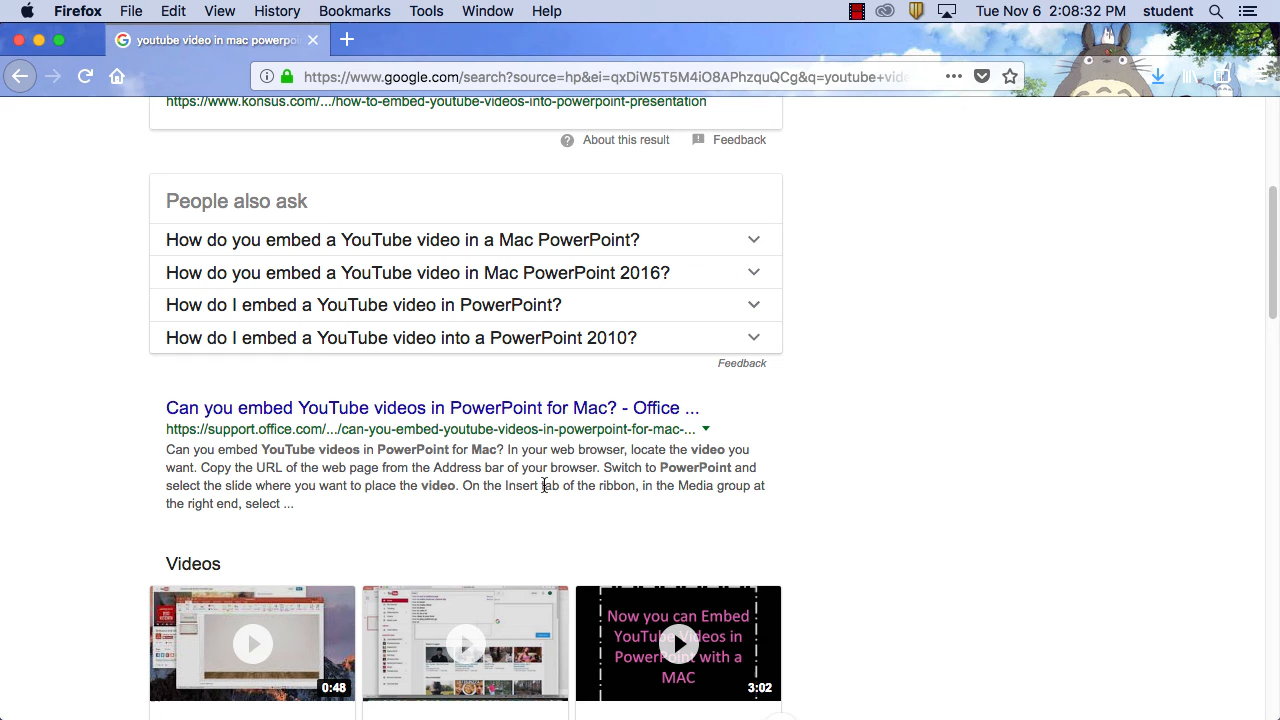 Firefox File Edit View History Bookmarks Tools Window Help Tue Nov 6 2:08:32 PM student
youtube video in mac powerpoi
https://www.google.com/search?source=hp&ei=qxDiW5T5M4iO8APhzquQCg&q=youtube+vide
https://www.konsus.com/.../how-to-embed-youtube-videos-into-powerpoint-presentation
About this result Feedback
People also ask
How do you embed a YouTube video in a Mac PowerPoint?
How do you embed a YouTube video in Mac PowerPoint 2016?
How do I embed a YouTube video in PowerPoint?
How do I embed a YouTube video into a PowerPoint 2010?
Feedback
Can you embed YouTube videos in PowerPoint for Mac? - Office ...
https://support.office.com/.../can-you-embed-youtube-videos-in-powerpoint-for-mac-...
Can you embed YouTube videos in PowerPoint for Mac? In your web browser, locate the video you
want. Copy the URL of the web page from the Address bar of your browser. Switch to PowerPoint and
select the slide where you want to place the video. On the Insert tab of the ribbon, in the Media group at
the right end, select ...
Videos
0:48
Now you can Embed
YouTube Videos in
PowerPoint with a
MAC
3:02